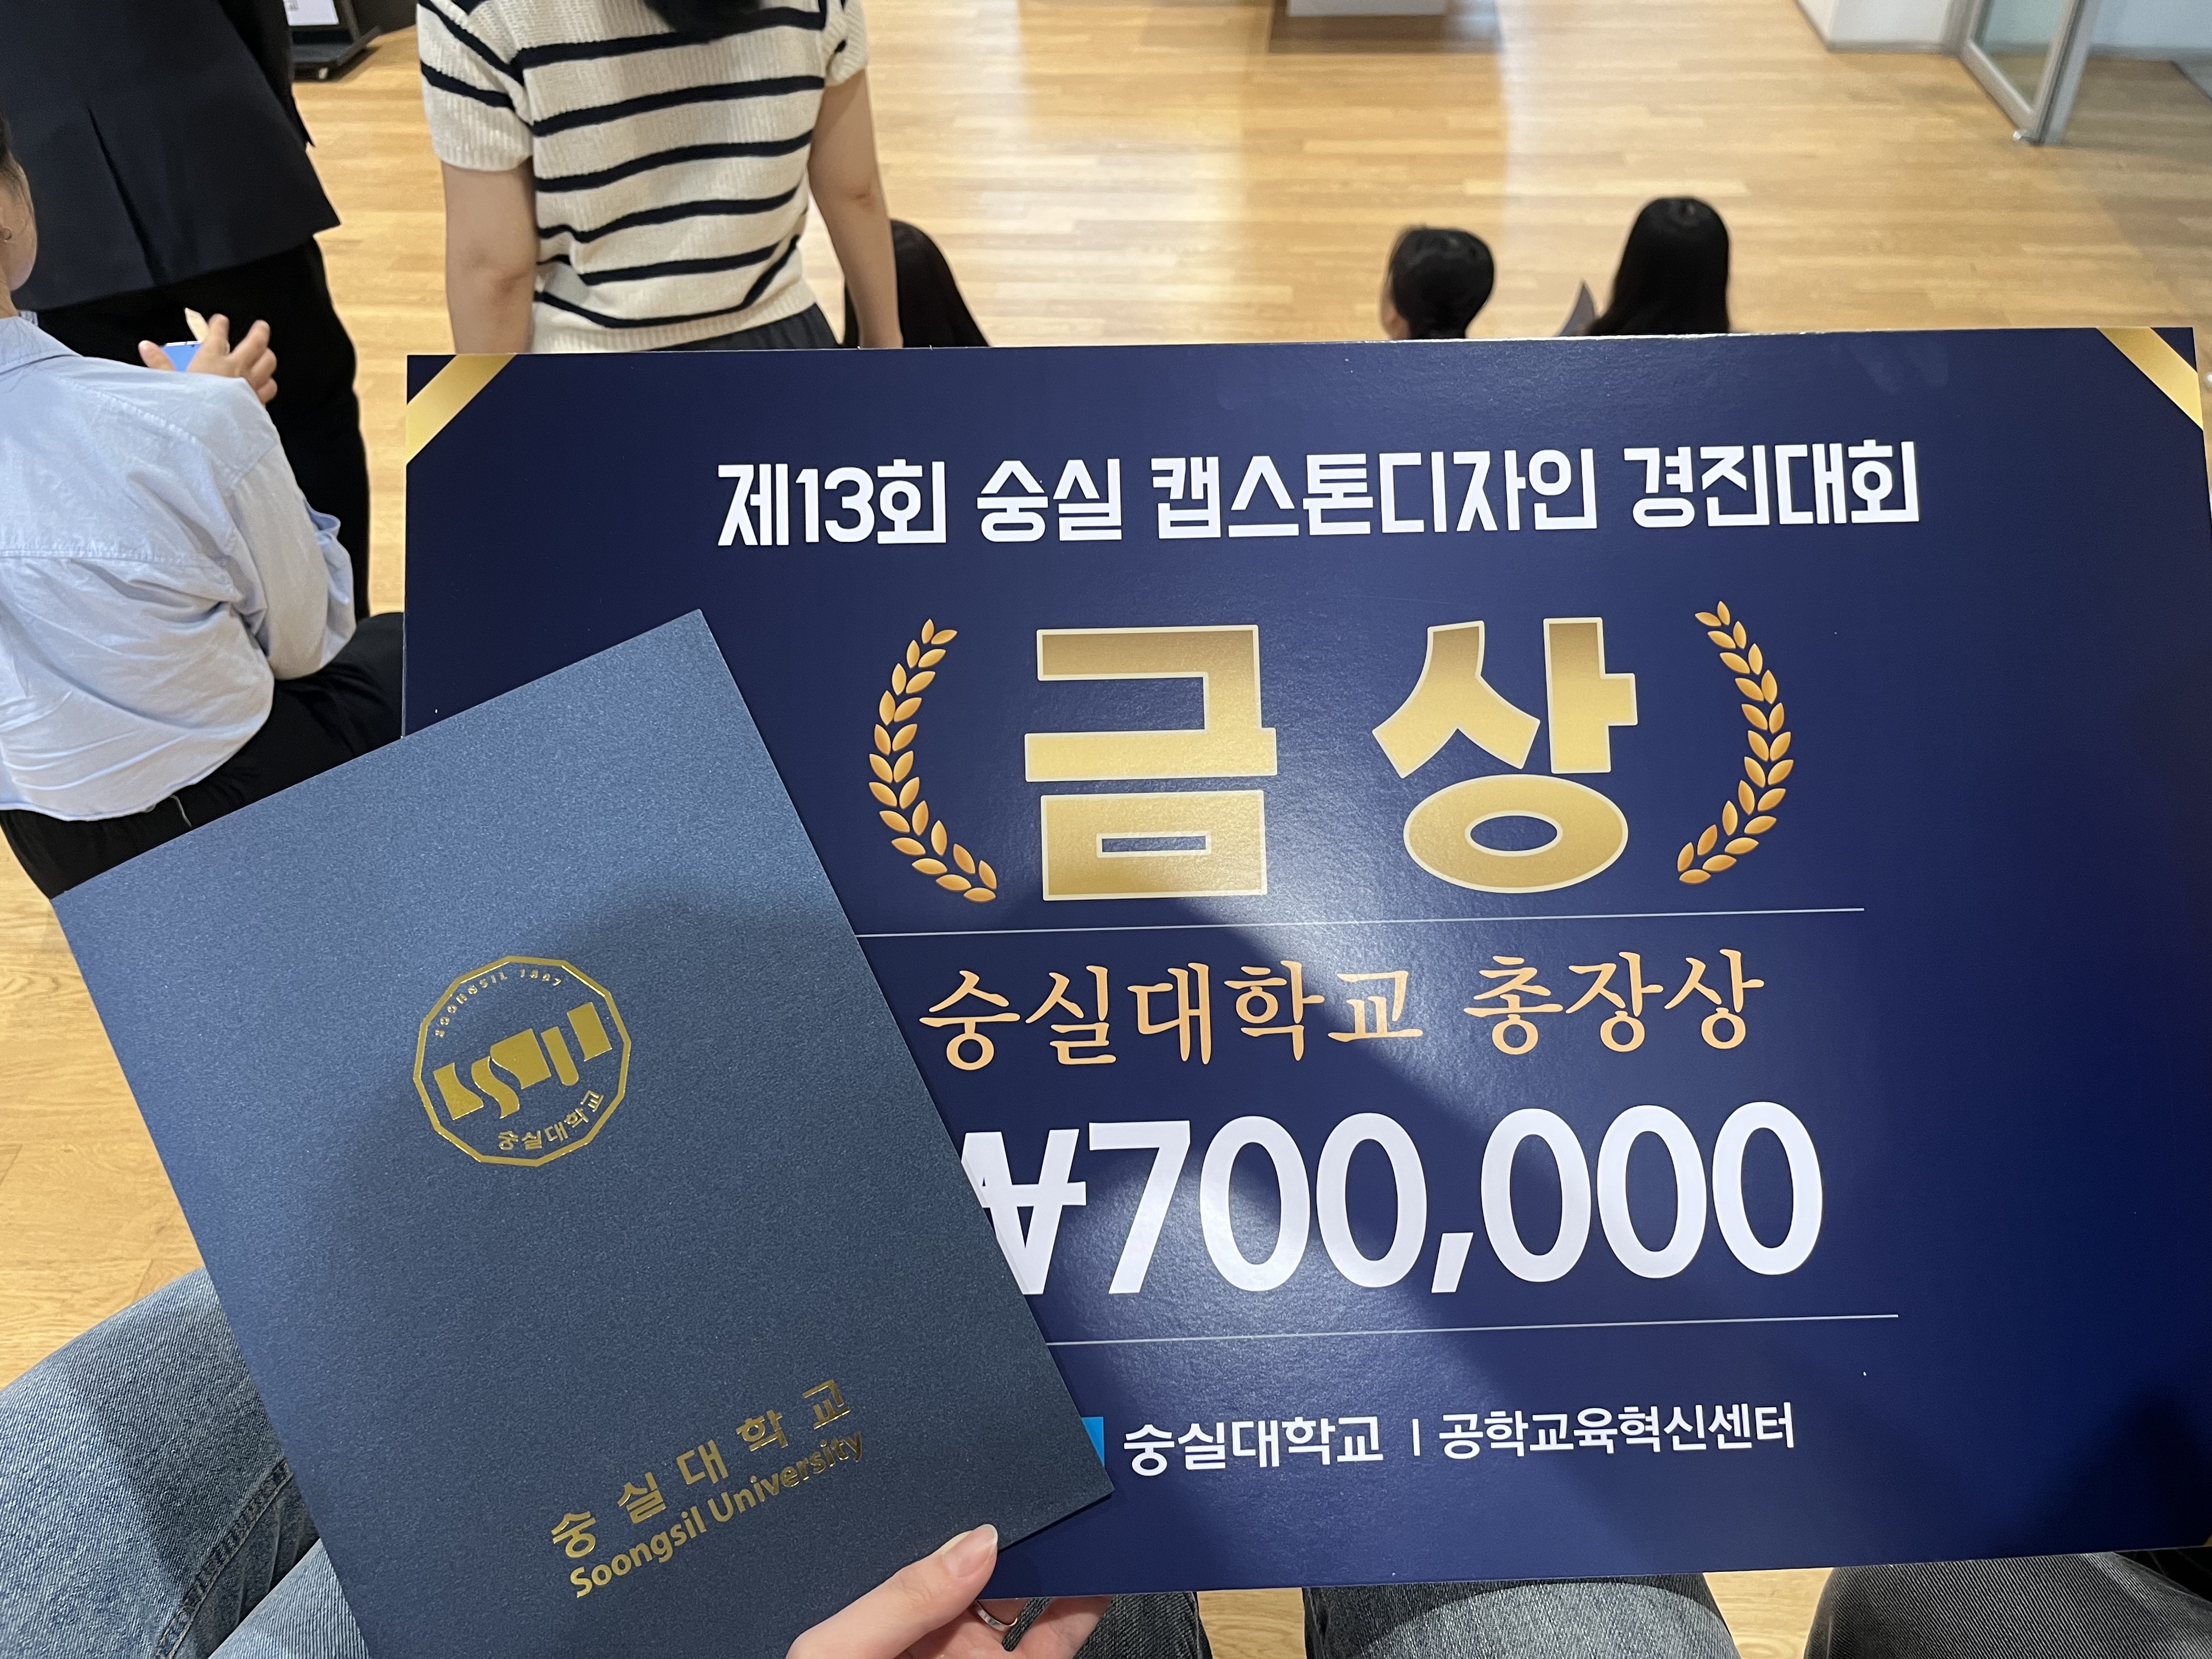 제13회 숭실 캡스톤디자인 경진대회
금상
숭실대학교 총장상
₩700,000
숭실대학교 | 공학교육혁신센터
SOONGSIL 1897
숭실대학교
숭실대학교
Soongsil University